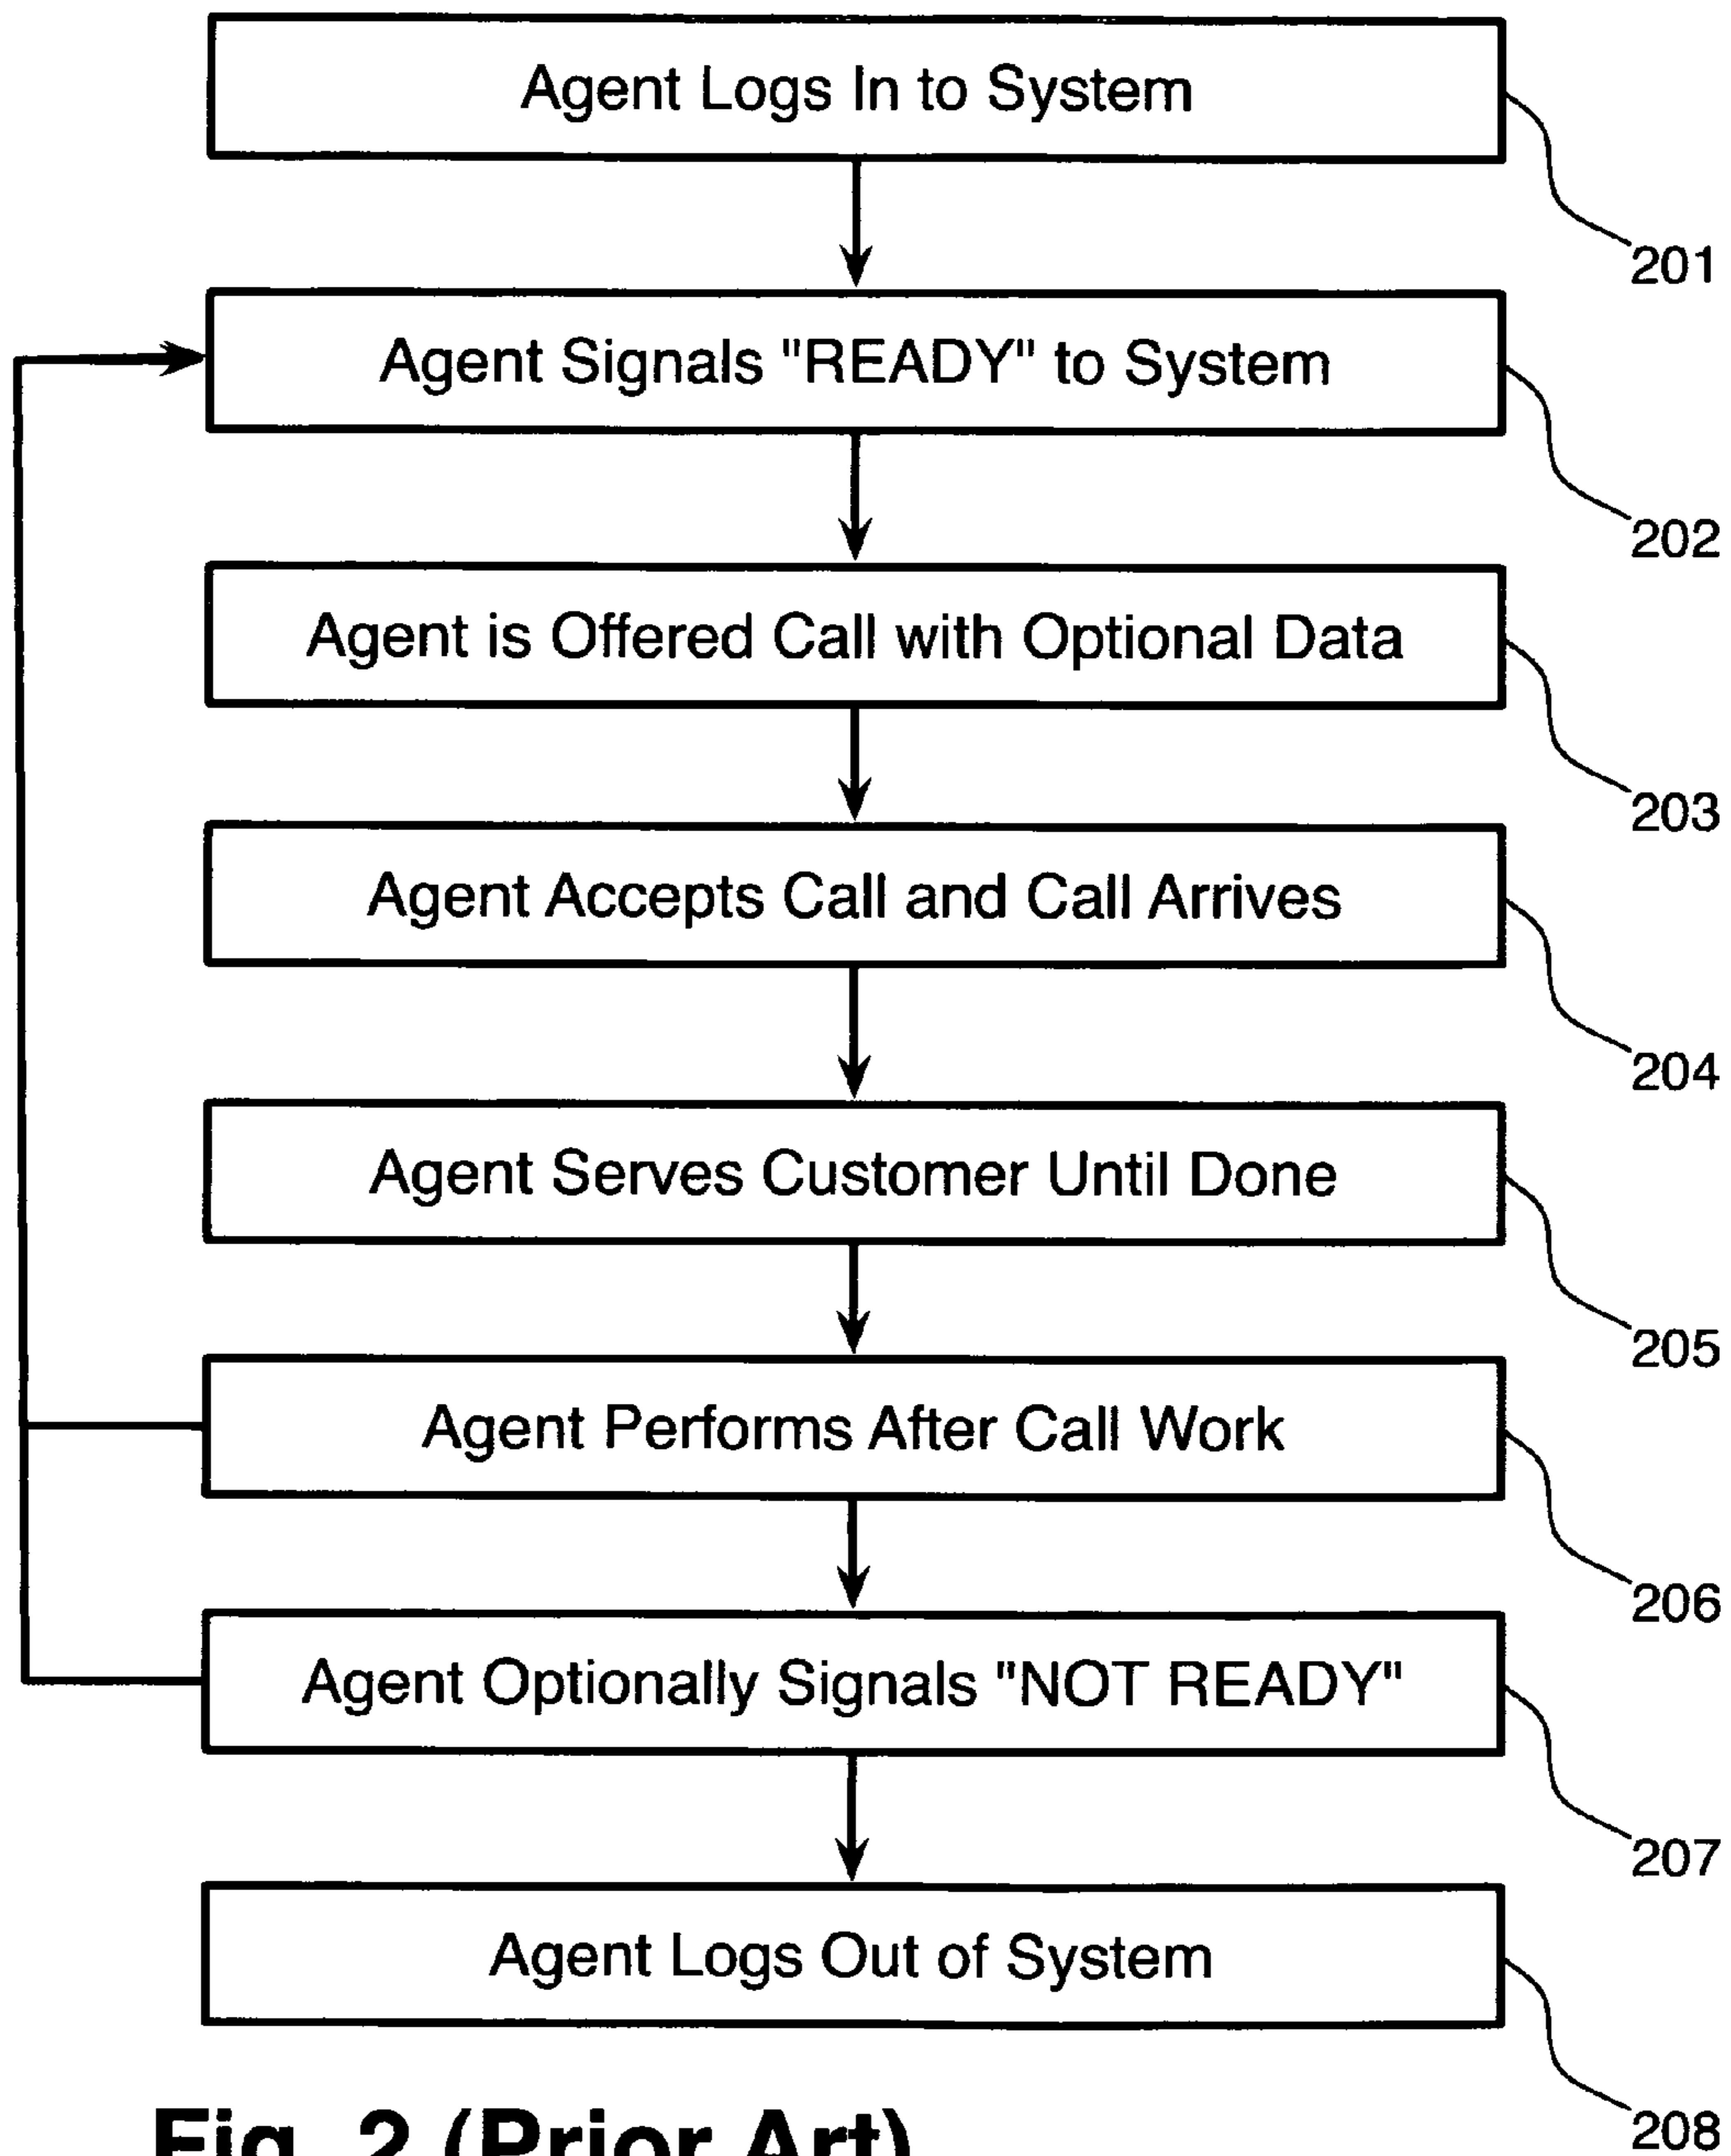 Agent Logs In to System
201
Agent Signals "READY" to System
202
Agent is Offered Call with Optional Data
203
Agent Accepts Call and Call Arrives
204
Agent Serves Customer Until Done
205
Agent Performs After Call Work
206
Agent Optionally Signals "NOT READY"
207
Agent Logs Out of System
208
Fig. 2 (Prior Art)